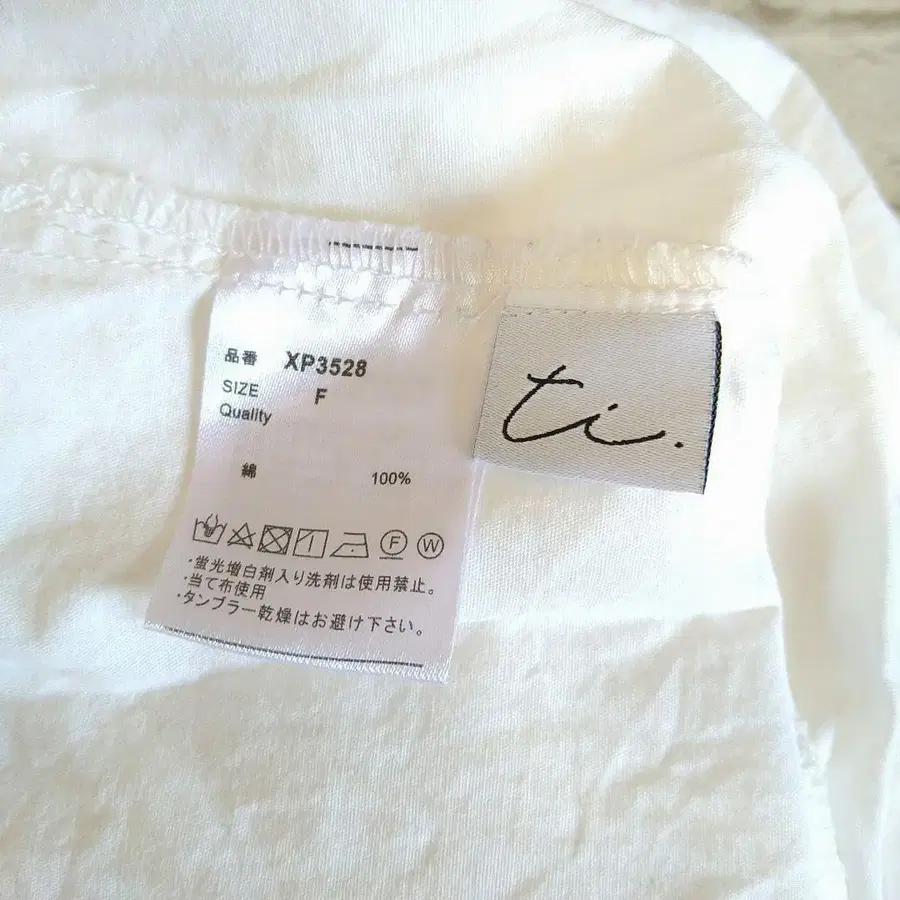 品番 XP3528
SIZE F
Quality
綿 100%
F W
・蛍光増白剤入り洗剤は使用禁止。
・当て布使用
・タンブラー乾燥はお避け下さい。
ti.